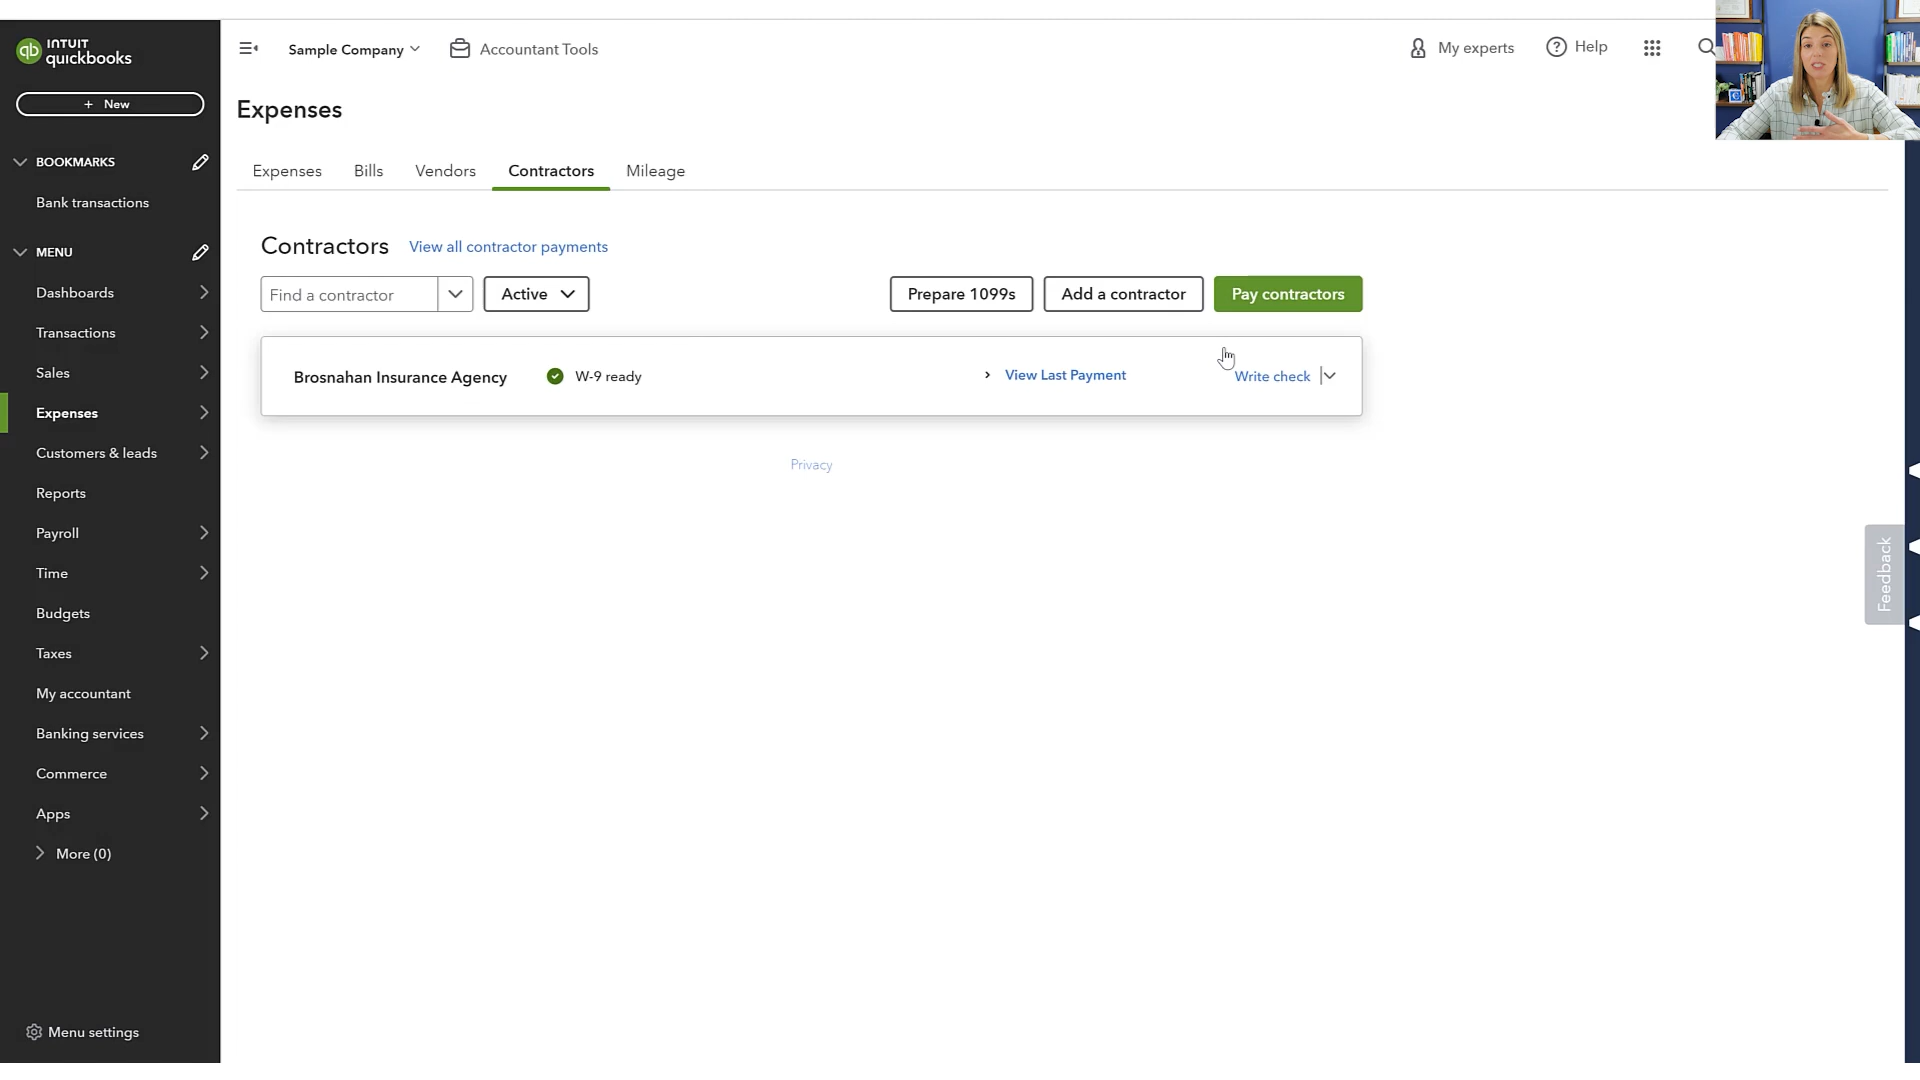 INTUIT
quickbooks
+ New
BOOKMARKS
Bank transactions
MENU
Dashboards
Transactions
Sales
Expenses
Customers & leads
Reports
Payroll
Time
Budgets
Taxes
My accountant
Banking services
Commerce
Apps
More (0)
Menu settings
Sample Company
Accountant Tools
My experts
Help
Expenses
Expenses Bills Vendors Contractors Mileage
Contractors View all contractor payments
Find a contractor Active Prepare 1099s Add a contractor Pay contractors
Brosnahan Insurance Agency W-9 ready View Last Payment Write check
Privacy
Feedback